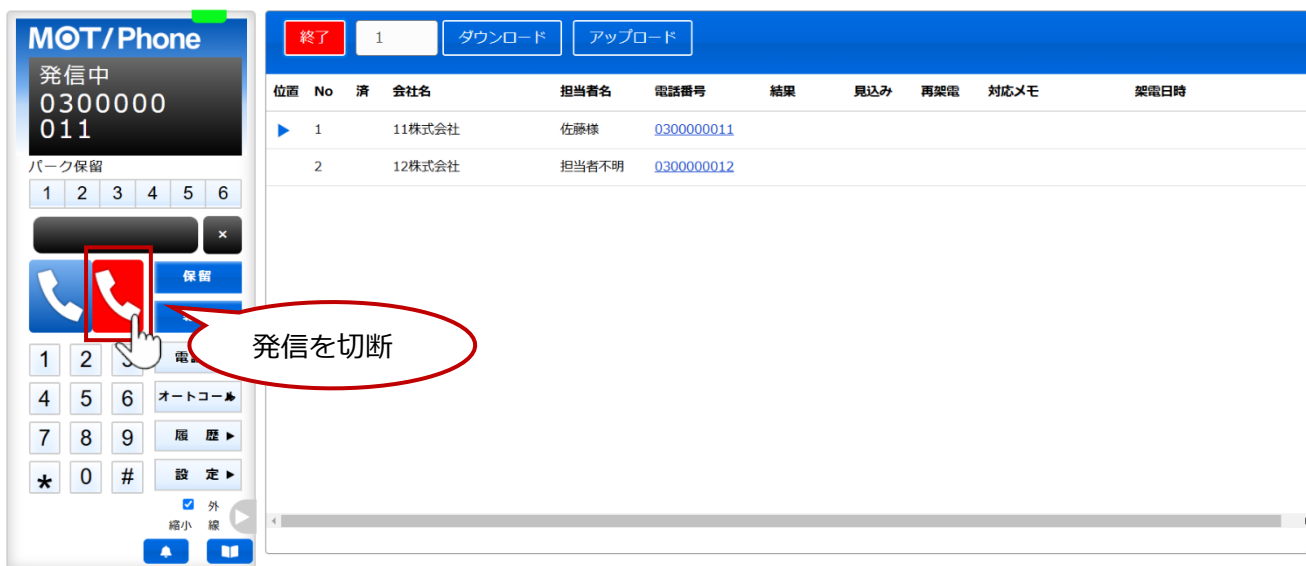 MOT/Phone
発信中
0300000
011
パーク保留
1 2 3 4 5 6
×
保留
1 2 3
4 5 6 オートコール
7 8 9 履 歴 ▶
* 0 # 設 定 ▶
外
縮小 線
発信を切断
終了 1 ダウンロード アップロード
位置 No 済 会社名 担当者名 電話番号 結果 見込み 再架電 対応メモ 架電日時
▶ 1 11株式会社 佐藤様 0300000011
2 12株式会社 担当者不明 0300000012